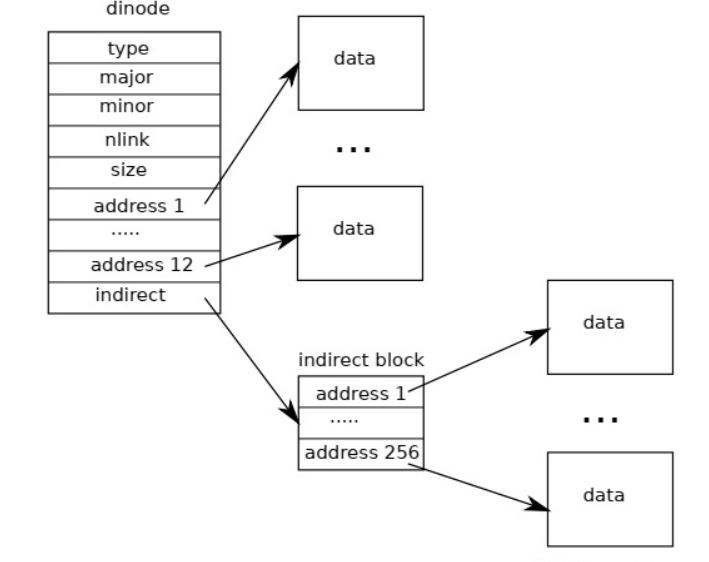 dinode
type
major
minor
nlink
size
address 1
.....
address 12
indirect
data
...
data
indirect block
address 1
.....
address 256
data
...
data